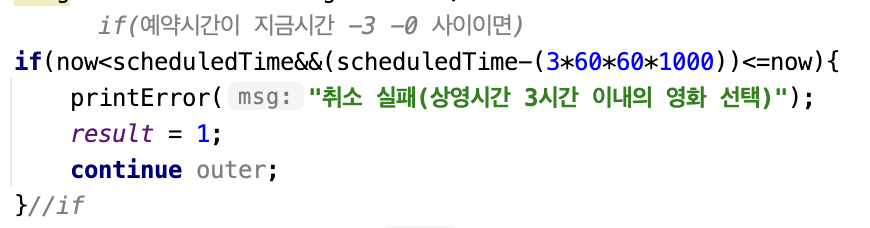 if(예약시간이 지금시간 -3 -0 사이이면)
if(now<scheduledTime&&(scheduledTime-(3*60*60*1000))<=now){
printError( msg: "취소 실패(상영시간 3시간 이내의 영화 선택)");
result = 1;
continue outer;
}//if